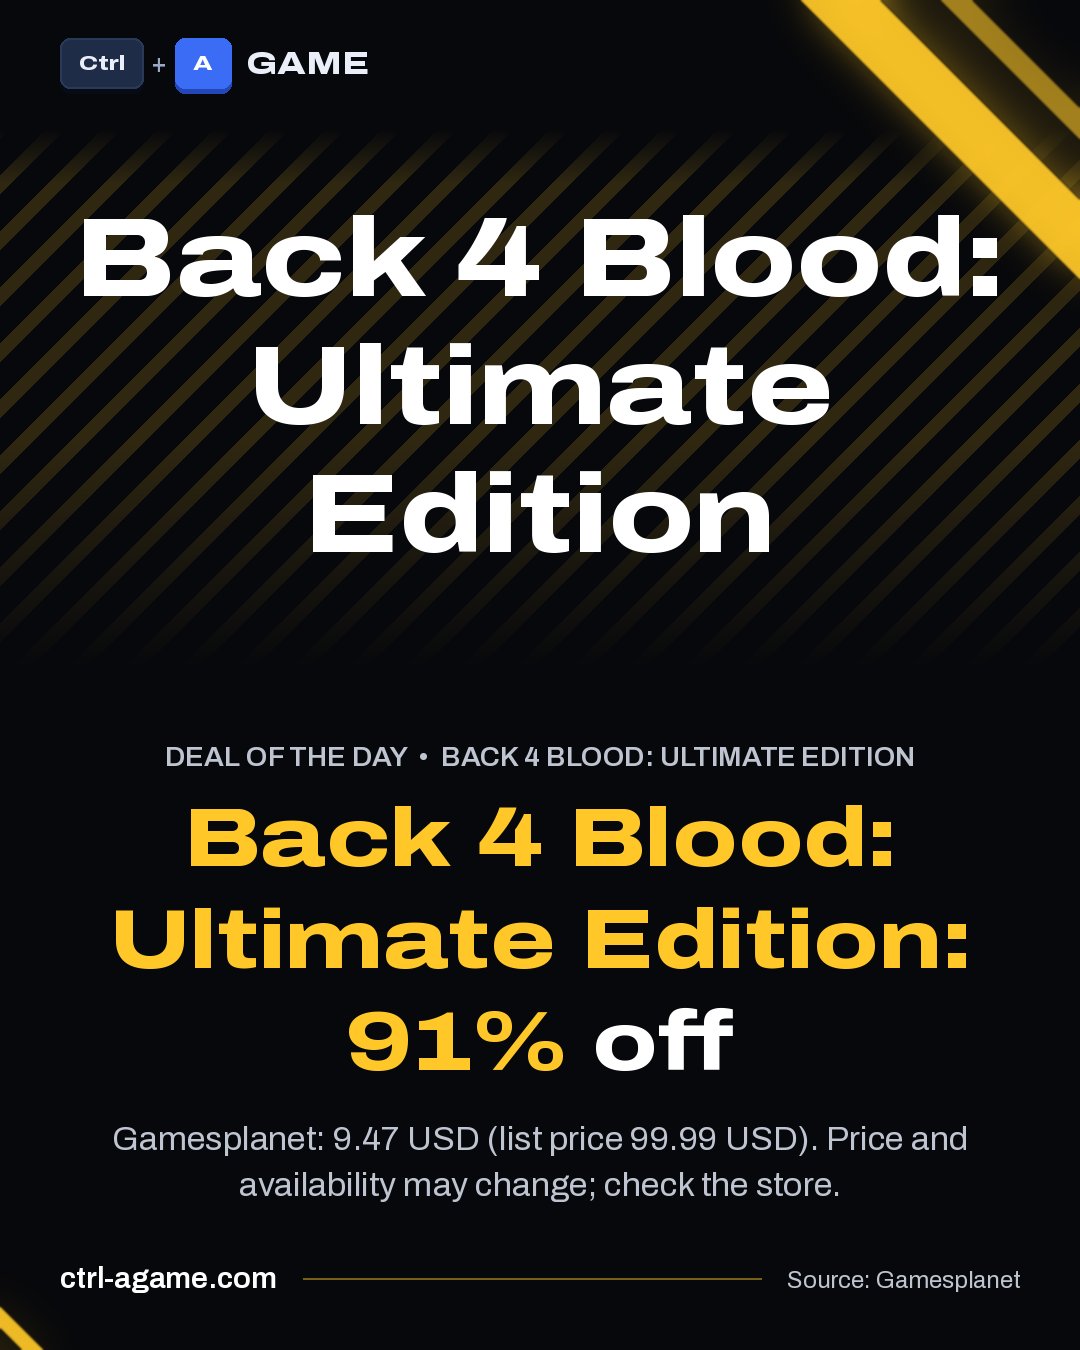 Ctrl + A GAME
Back 4 Blood:
Ultimate
Edition
DEAL OF THE DAY • BACK 4 BLOOD: ULTIMATE EDITION
Back 4 Blood:
Ultimate Edition:
91% off
Gamesplanet: 9.47 USD (list price 99.99 USD). Price and
availability may change; check the store.
ctrl-agame.com
Source: Gamesplanet